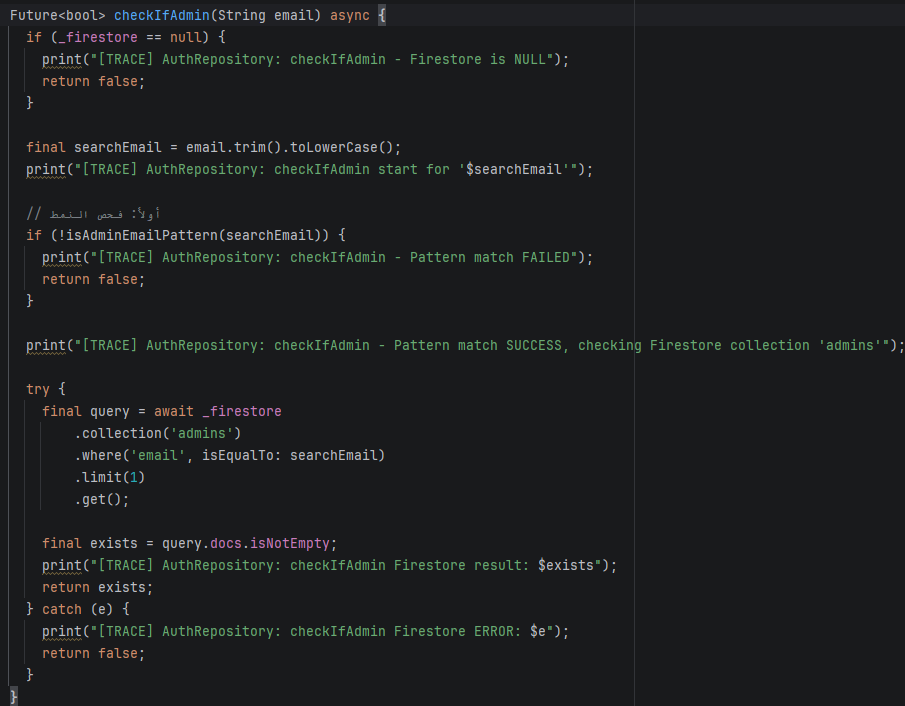 Future<bool> checkIfAdmin(String email) async {
if (_firestore == null) {
print("[TRACE] AuthRepository: checkIfAdmin - Firestore is NULL");
return false;
}
final searchEmail = email.trim().toLowerCase();
print("[TRACE] AuthRepository: checkIfAdmin start for '$searchEmail'");
// أولاً: فحص النمط
if (!isAdminEmailPattern(searchEmail)) {
print("[TRACE] AuthRepository: checkIfAdmin - Pattern match FAILED");
return false;
}
print("[TRACE] AuthRepository: checkIfAdmin - Pattern match SUCCESS, checking Firestore collection 'admins'");
try {
final query = await _firestore
.collection('admins')
.where('email', isEqualTo: searchEmail)
.limit(1)
.get();
final exists = query.docs.isNotEmpty;
print("[TRACE] AuthRepository: checkIfAdmin Firestore result: $exists");
return exists;
} catch (e) {
print("[TRACE] AuthRepository: checkIfAdmin Firestore ERROR: $e");
return false;
}
}